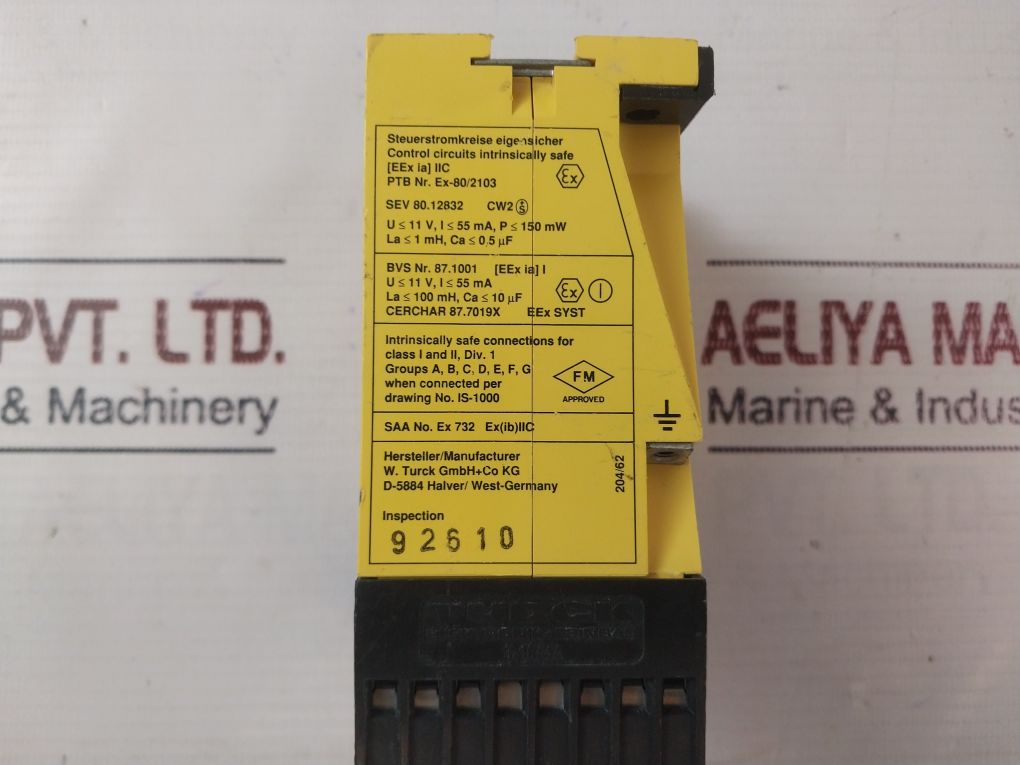 Steuerstromkreise eigensicher
Control circuits intrinsically safe
[EEx ia] IIC
PTB Nr. Ex-80/2103
Ex
SEV 80.12832 CW2
U ≤ 11 V, I ≤ 55 mA, P ≤ 150 mW
La ≤ 1 mH, Ca ≤ 0,5 µF
BVS Nr. 87.1001 [EEx ia] I
U ≤ 11 V, I ≤ 55 mA
La ≤ 100 mH, Ca ≤ 10 µF
CERCHAR 87.7019X EEx SYST
Ex I
Intrinsically safe connections for
class I and II, Div. 1
Groups A, B, C, D, E, F, G
when connected per
drawing No. IS-1000
FM
APPROVED
SAA No. Ex 732 Ex(ib)IIC
Hersteller/Manufacturer
W. Turck GmbH+Co KG
D-5884 Halver/ West-Germany
204/62
Inspection
92610
PVT. LTD.
& Machinery
AELIYA MA
Marine & Indus